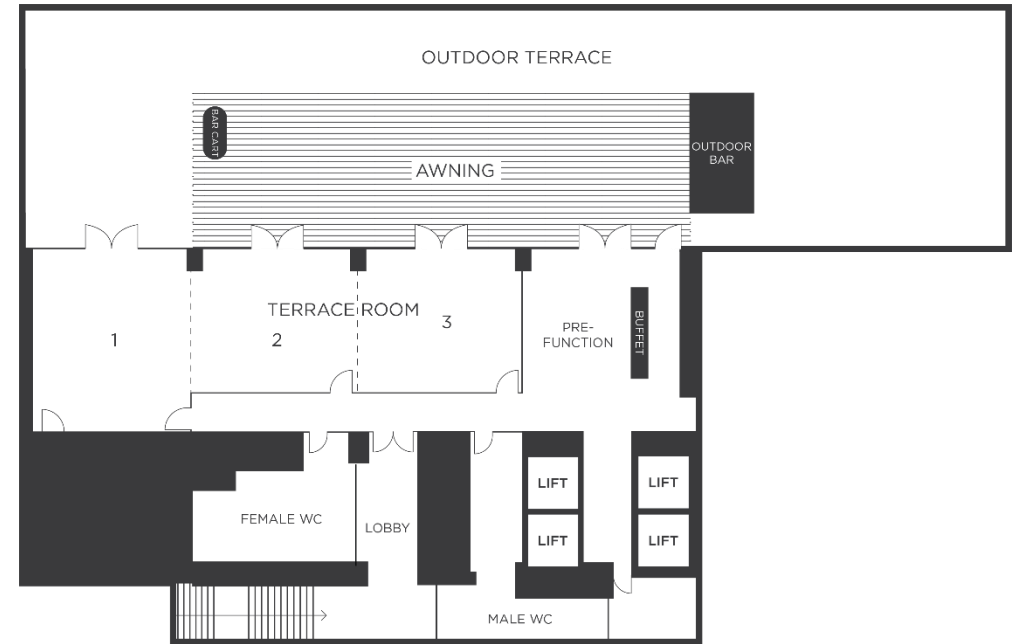 OUTDOOR TERRACE
BAR CART
OUTDOOR
BAR
AWNING
TERRACE ROOM
1
2
3
PRE-
FUNCTION
BUFFET
LIFT
LIFT
FEMALE WC
LOBBY
LIFT
LIFT
MALE WC